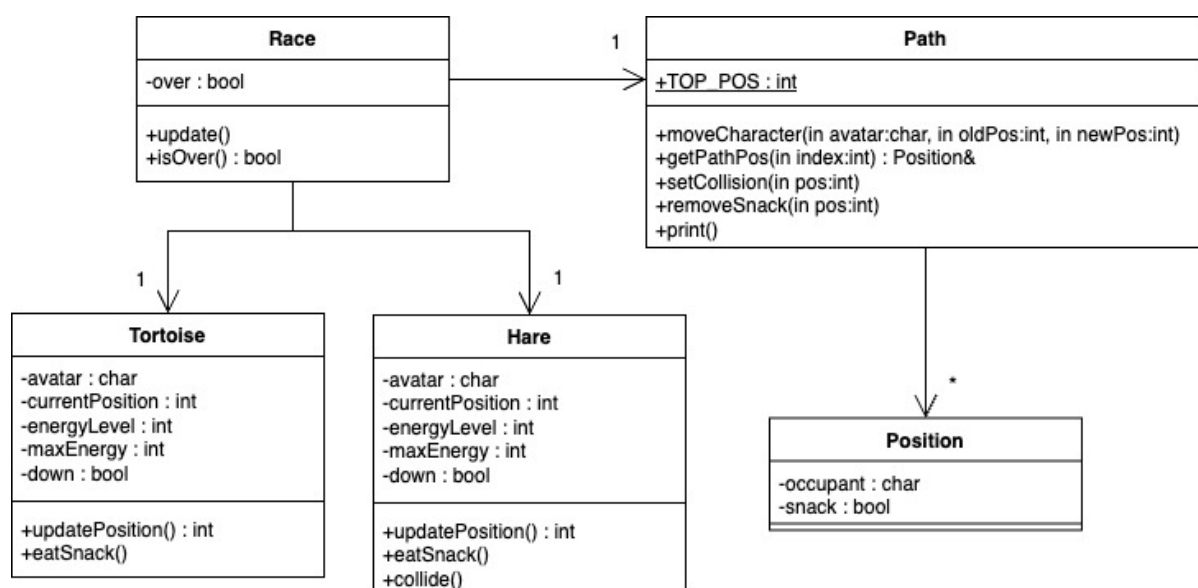 Race
-over : bool
+update()
+isOver() : bool
1
Path
+TOP_POS : int
+moveCharacter(in avatar:char, in oldPos:int, in newPos:int)
+getPathPos(in index:int) : Position&
+setCollision(in pos:int)
+removeSnack(in pos:int)
+print()
1
1
Tortoise
-avatar : char
-currentPosition : int
-energyLevel : int
-maxEnergy : int
-down : bool
+updatePosition() : int
+eatSnack()
Hare
-avatar : char
-currentPosition : int
-energyLevel : int
-maxEnergy : int
-down : bool
+updatePosition() : int
+eatSnack()
+collide()
*
Position
-occupant : char
-snack : bool